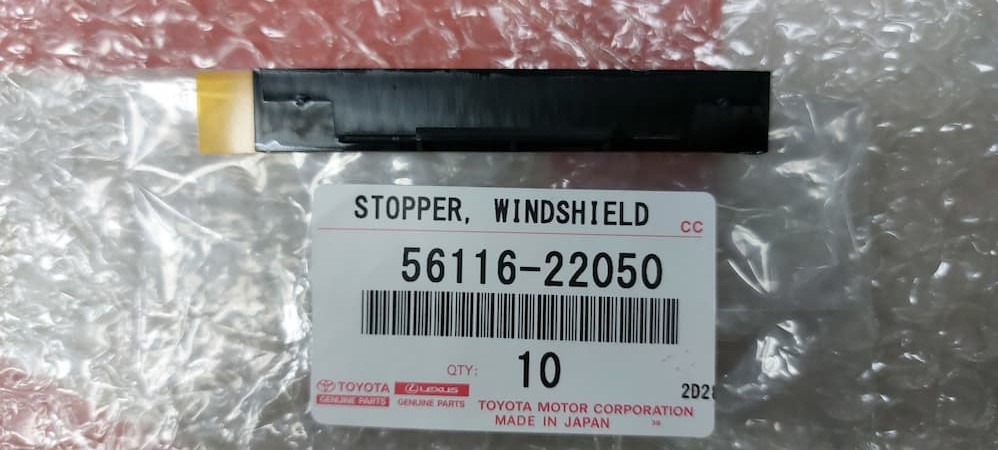 STOPPER, WINDSHIELD
CC
56116-22050
QTY: 10
TOYOTA LEXUS 2D28
GENUINE PARTS GENUINE PARTS
TOYOTA MOTOR CORPORATION
MADE IN JAPAN